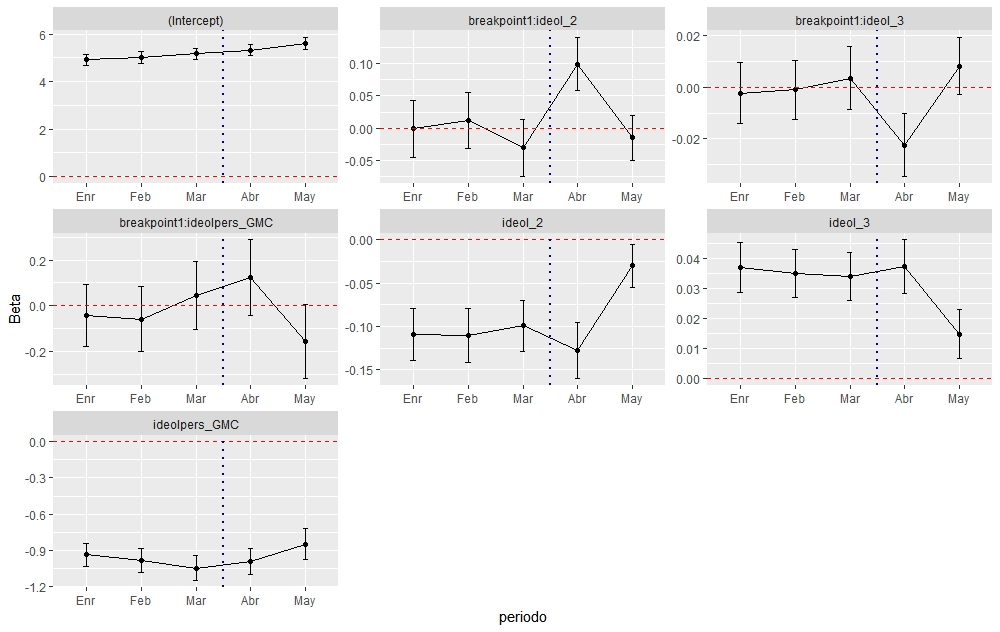 (Intercept)
breakpoint1:ideol_2
breakpoint1:ideol_3
6
4
2
0
0.10
0.05
0.00
-0.05
0.02
0.00
-0.02
Enr Feb Mar Abr May
Enr Feb Mar Abr May
Enr Feb Mar Abr May
breakpoint1:ideolpers_GMC
ideol_2
ideol_3
0.2
0.0
-0.2
0.00
-0.05
-0.10
-0.15
0.04
0.03
0.02
0.01
0.00
Enr Feb Mar Abr May
Enr Feb Mar Abr May
Enr Feb Mar Abr May
Beta
ideolpers_GMC
0.0
-0.3
-0.6
-0.9
-1.2
Enr Feb Mar Abr May
periodo